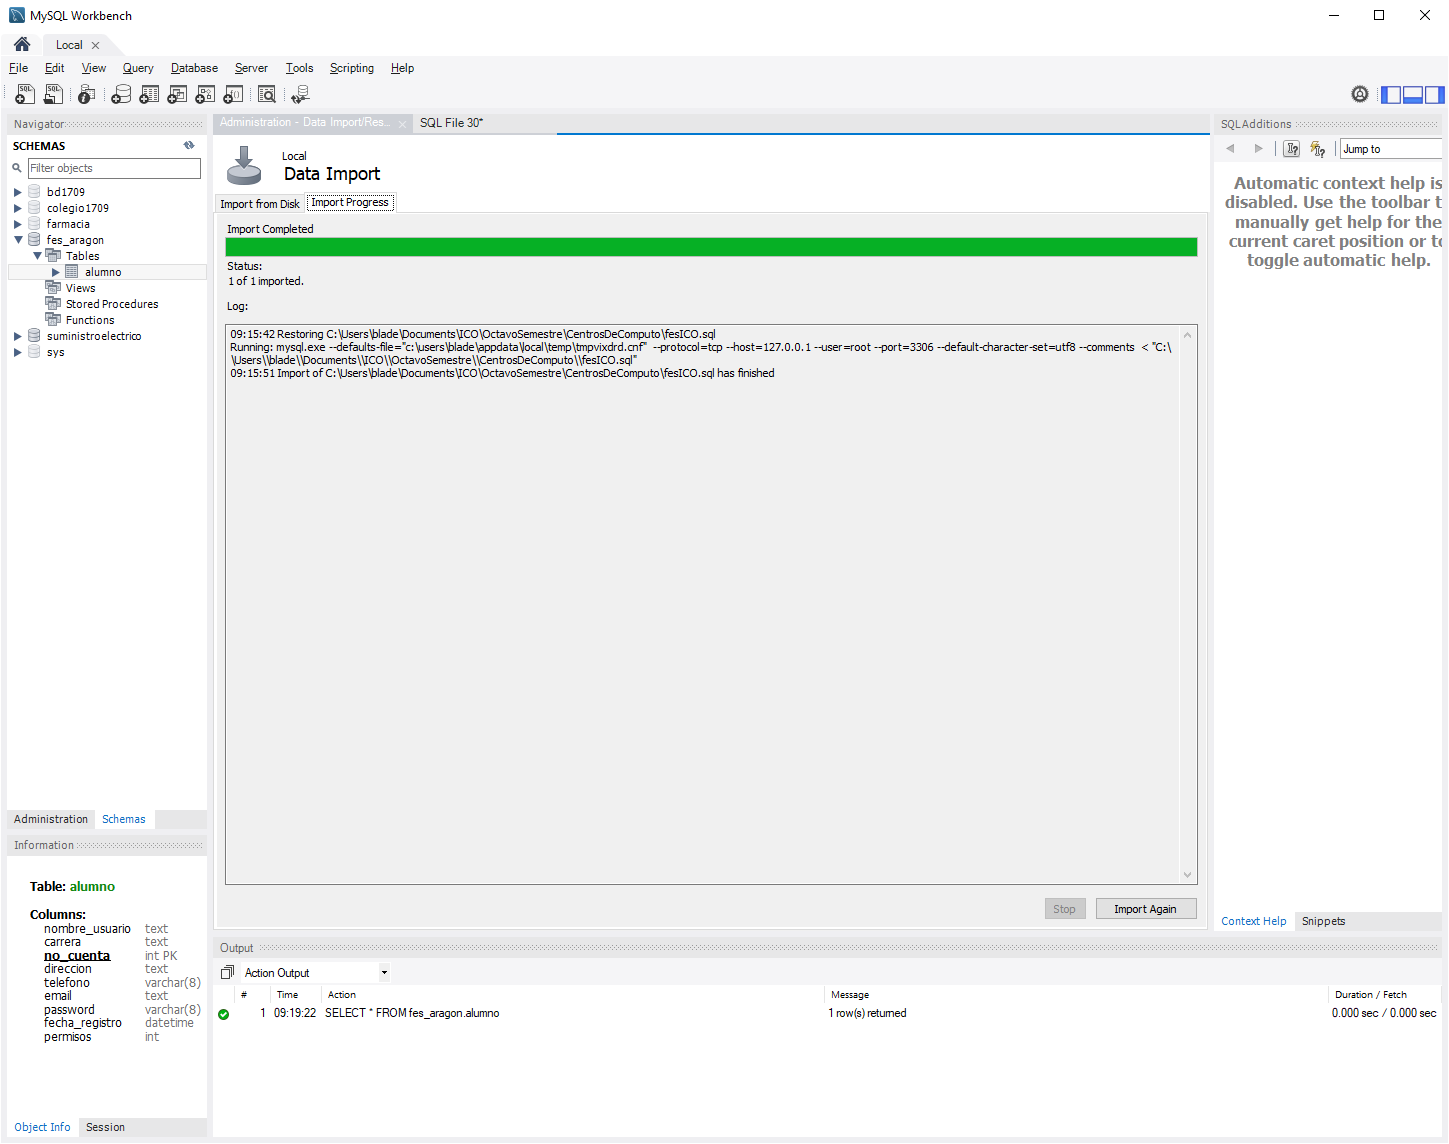 MySQL Workbench
Local
File Edit View Query Database Server Tools Scripting Help
Navigator
SCHEMAS
Filter objects
bd1709
colegio1709
farmacia
fes_aragon
Tables
alumno
Views
Stored Procedures
Functions
suministroelectrico
sys
Administration Schemas
Information
Table: alumno
Columns:
nombre_usuario text
carrera text
no_cuenta int PK
direccion text
telefono varchar(8)
email text
password varchar(8)
fecha_registro datetime
permisos int
Object Info Session
Administration - Data Import/Res... SQL File 30*
Local
Data Import
Import from Disk Import Progress
Import Completed
Status:
1 of 1 imported.
Log:
09:15:42 Restoring C:\Users\blade\Documents\ICO\OctavoSemestre\CentrosDeComputo\fesICO.sql
Running: mysql.exe --defaults-file="c:\users\blade\appdata\local\temp\tmpvixdrd.cnf" --protocol=tcp --host=127.0.0.1 --user=root --port=3306 --default-character-set=utf8 --comments < "C:\
\Users\\blade\\Documents\\ICO\\OctavoSemestre\\CentrosDeComputo\\fesICO.sql"
09:15:51 Import of C:\Users\blade\Documents\ICO\OctavoSemestre\CentrosDeComputo\fesICO.sql has finished
Stop Import Again
Output
Action Output
# Time Action Message Duration / Fetch
1 09:19:22 SELECT * FROM fes_aragon.alumno 1 row(s) returned 0.000 sec / 0.000 sec
SQLAdditions
Jump to
Automatic context help is
disabled. Use the toolbar t
manually get help for the
current caret position or to
toggle automatic help.
Context Help Snippets